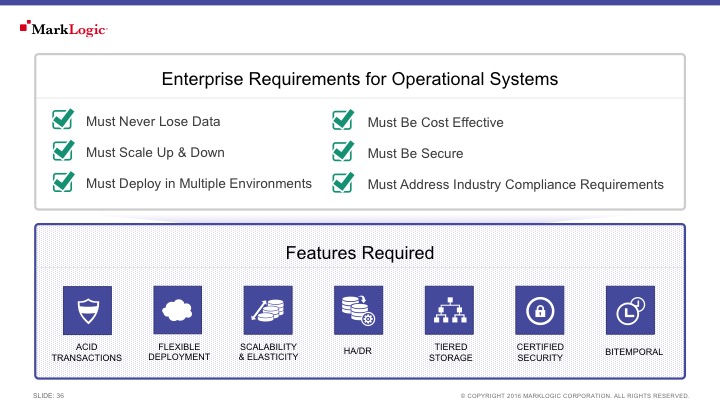 MarkLogic
Enterprise Requirements for Operational Systems
Must Never Lose Data
Must Scale Up & Down
Must Deploy in Multiple Environments
Must Be Cost Effective
Must Be Secure
Must Address Industry Compliance Requirements
Features Required
ACID
TRANSACTIONS
FLEXIBLE
DEPLOYMENT
SCALABILITY
& ELASTICITY
HA/DR
TIERED
STORAGE
CERTIFIED
SECURITY
BITEMPORAL
SLIDE: 36
© COPYRIGHT 2016 MARKLOGIC CORPORATION. ALL RIGHTS RESERVED.